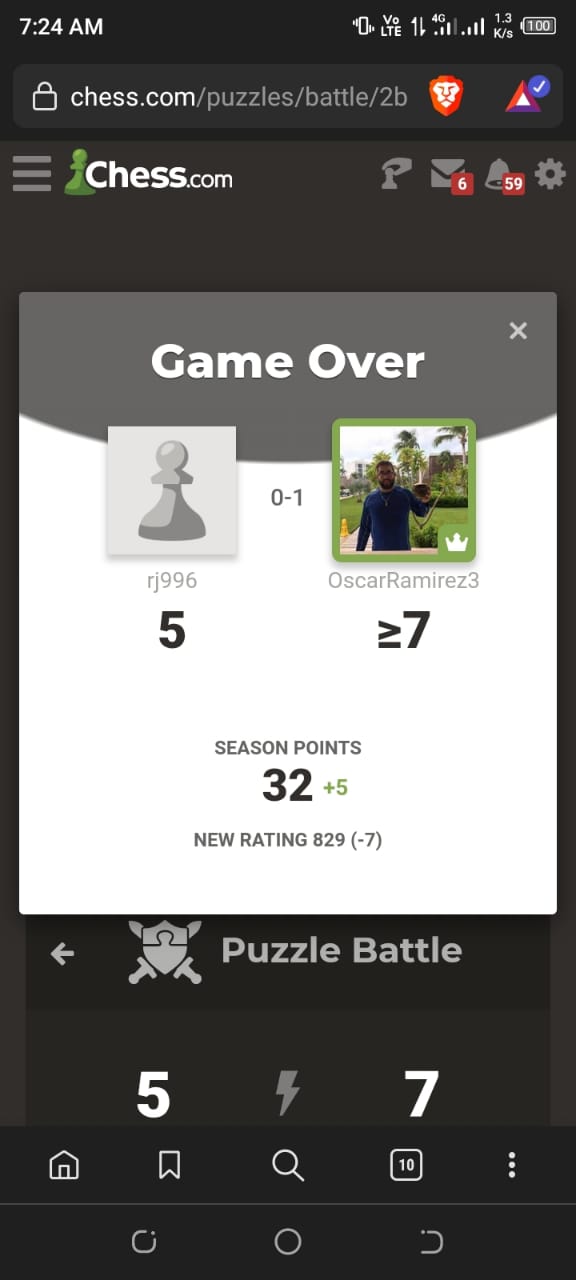 7:24 AM
Vo LTE
4G
1.3 K/s
100
chess.com/puzzles/battle/2b
Chess.com
6
59
Game Over
0-1
rj996
OscarRamirez3
5
≥7
SEASON POINTS
32 +5
NEW RATING 829 (-7)
Puzzle Battle
5
7
10